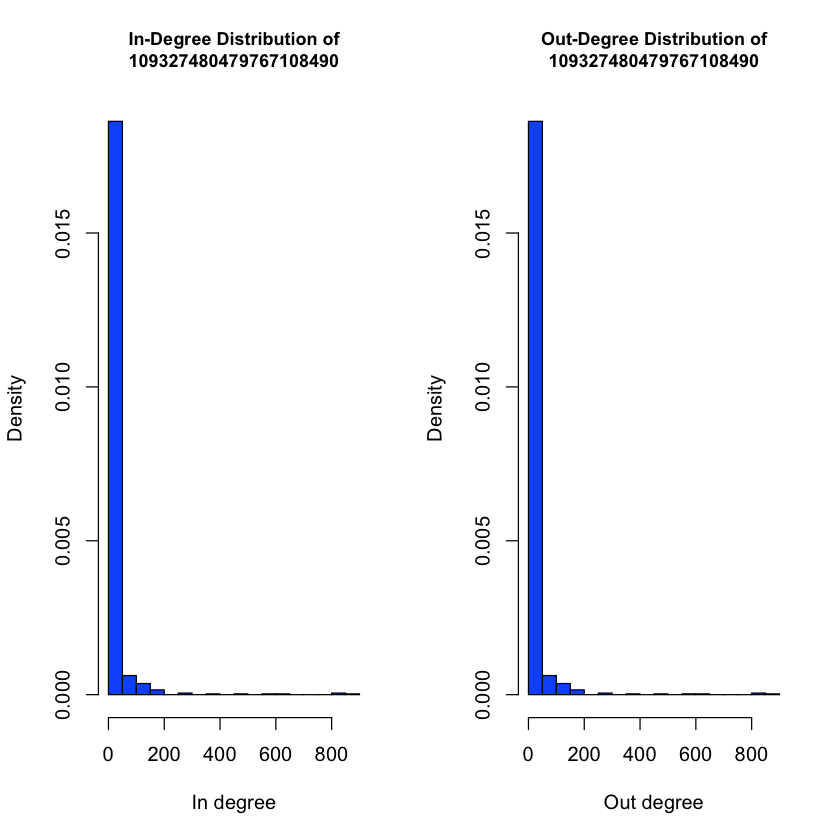 In-Degree Distribution of
109327480479767108490
Density
0.015
0.010
0.005
0.000
0 200 400 600 800
In degree
Out-Degree Distribution of
109327480479767108490
Density
0.015
0.010
0.005
0.000
0 200 400 600 800
Out degree